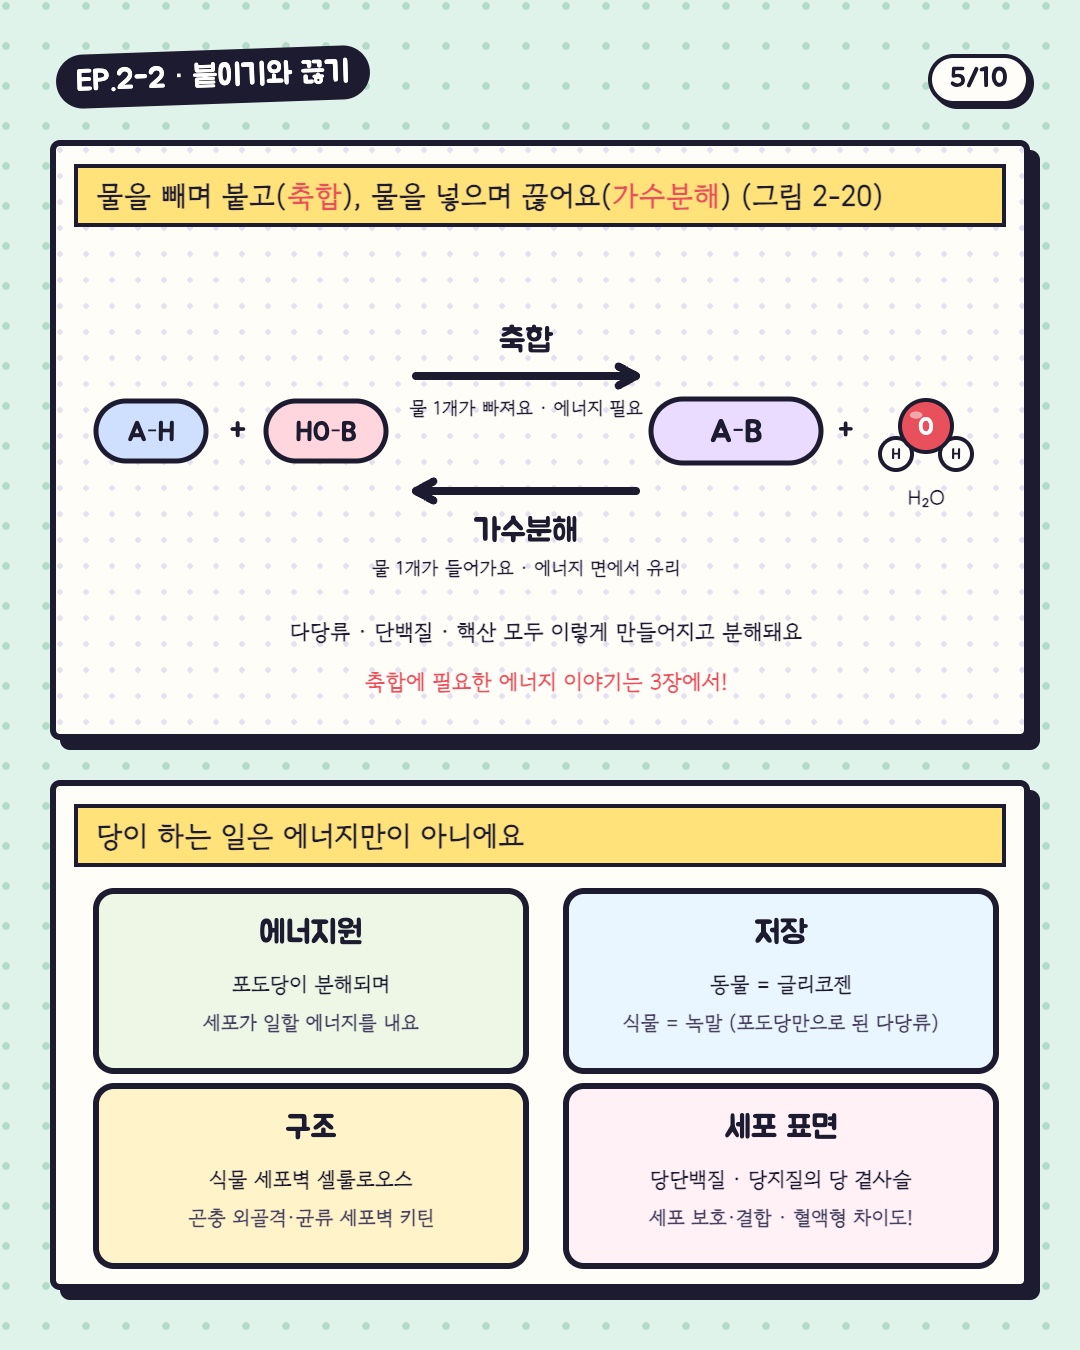 EP.2-2 · 붙이기와 끊기
5/10
물을 빼며 붙고(축합), 물을 넣으며 끊어요(가수분해) (그림 2-20)
축합
물 1개가 빠져요 · 에너지 필요
A-H + HO-B A-B + O H H
H₂O
가수분해
물 1개가 들어가요 · 에너지 면에서 유리
다당류 · 단백질 · 핵산 모두 이렇게 만들어지고 분해돼요
축합에 필요한 에너지 이야기는 3장에서!
당이 하는 일은 에너지만이 아니에요
에너지원
포도당이 분해되며
세포가 일할 에너지를 내요
저장
동물 = 글리코젠
식물 = 녹말 (포도당만으로 된 다당류)
구조
식물 세포벽 셀룰로오스
곤충 외골격·균류 세포벽 키틴
세포 표면
당단백질 · 당지질의 당 곁사슬
세포 보호·결합 · 혈액형 차이도!